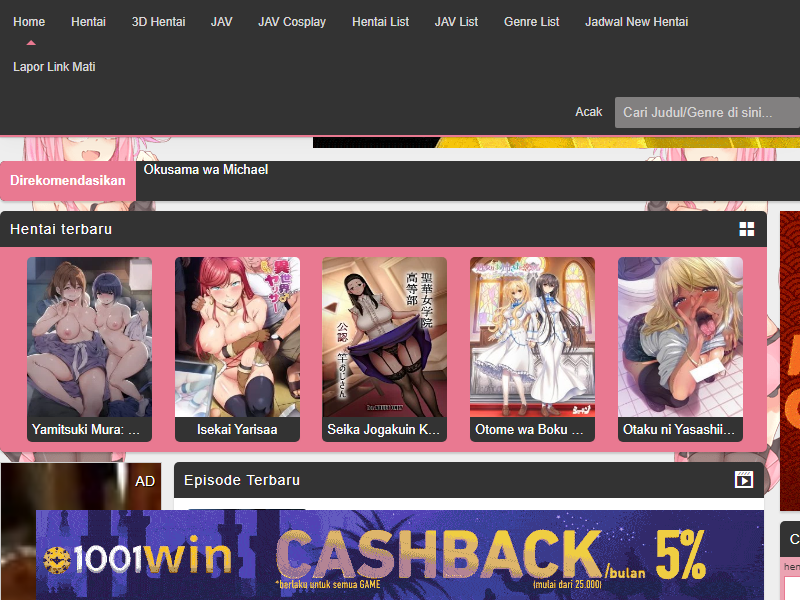 Home Hentai 3D Hentai JAV JAV Cosplay Hentai List JAV List Genre List Jadwal New Hentai
Lapor Link Mati
Acak Cari Judul/Genre di sini...
Direkomendasikan Okusama wa Michael
Hentai terbaru
異世界
ヤリサー
聖華女学院
高等部
公認
竿おじさん
Yamitsuki Mura: ...
Isekai Yarisaa
Seika Jogakuin K...
Otome wa Boku ...
Otaku ni Yasashii...
AD
Episode Terbaru
1001win CASHBACK /bulan 5%
*berlaku untuk semua GAME (mulai dari 25.000)
C
hen